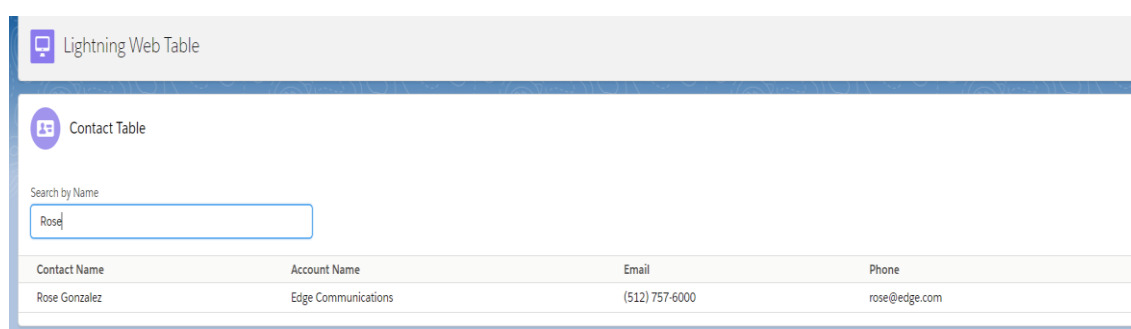 Lightning Web Table
Contact Table
Search by Name
Rose
Contact Name Account Name Email Phone
Rose Gonzalez Edge Communications (512) 757-6000 rose@edge.com